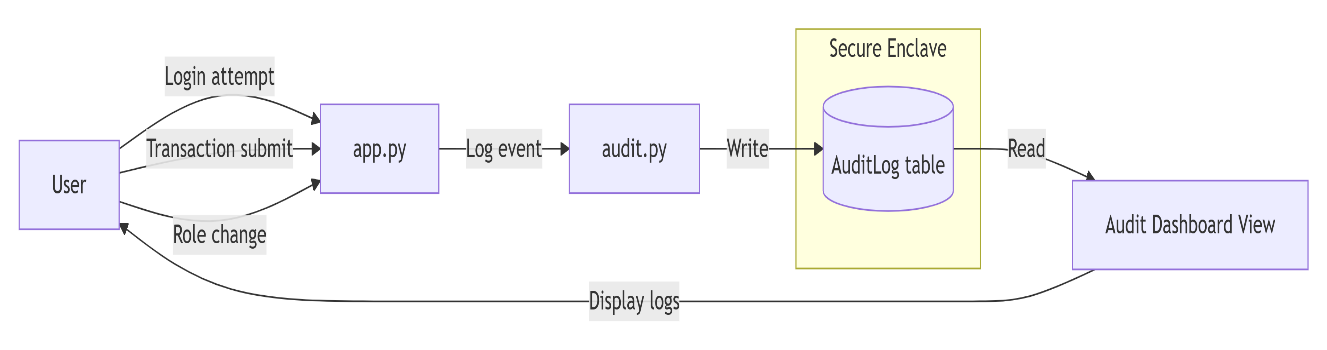 Secure Enclave
Login attempt
Transaction submit
app.py
Log event
audit.py
Write
AuditLog table
Read
User
Role change
Audit Dashboard View
Display logs